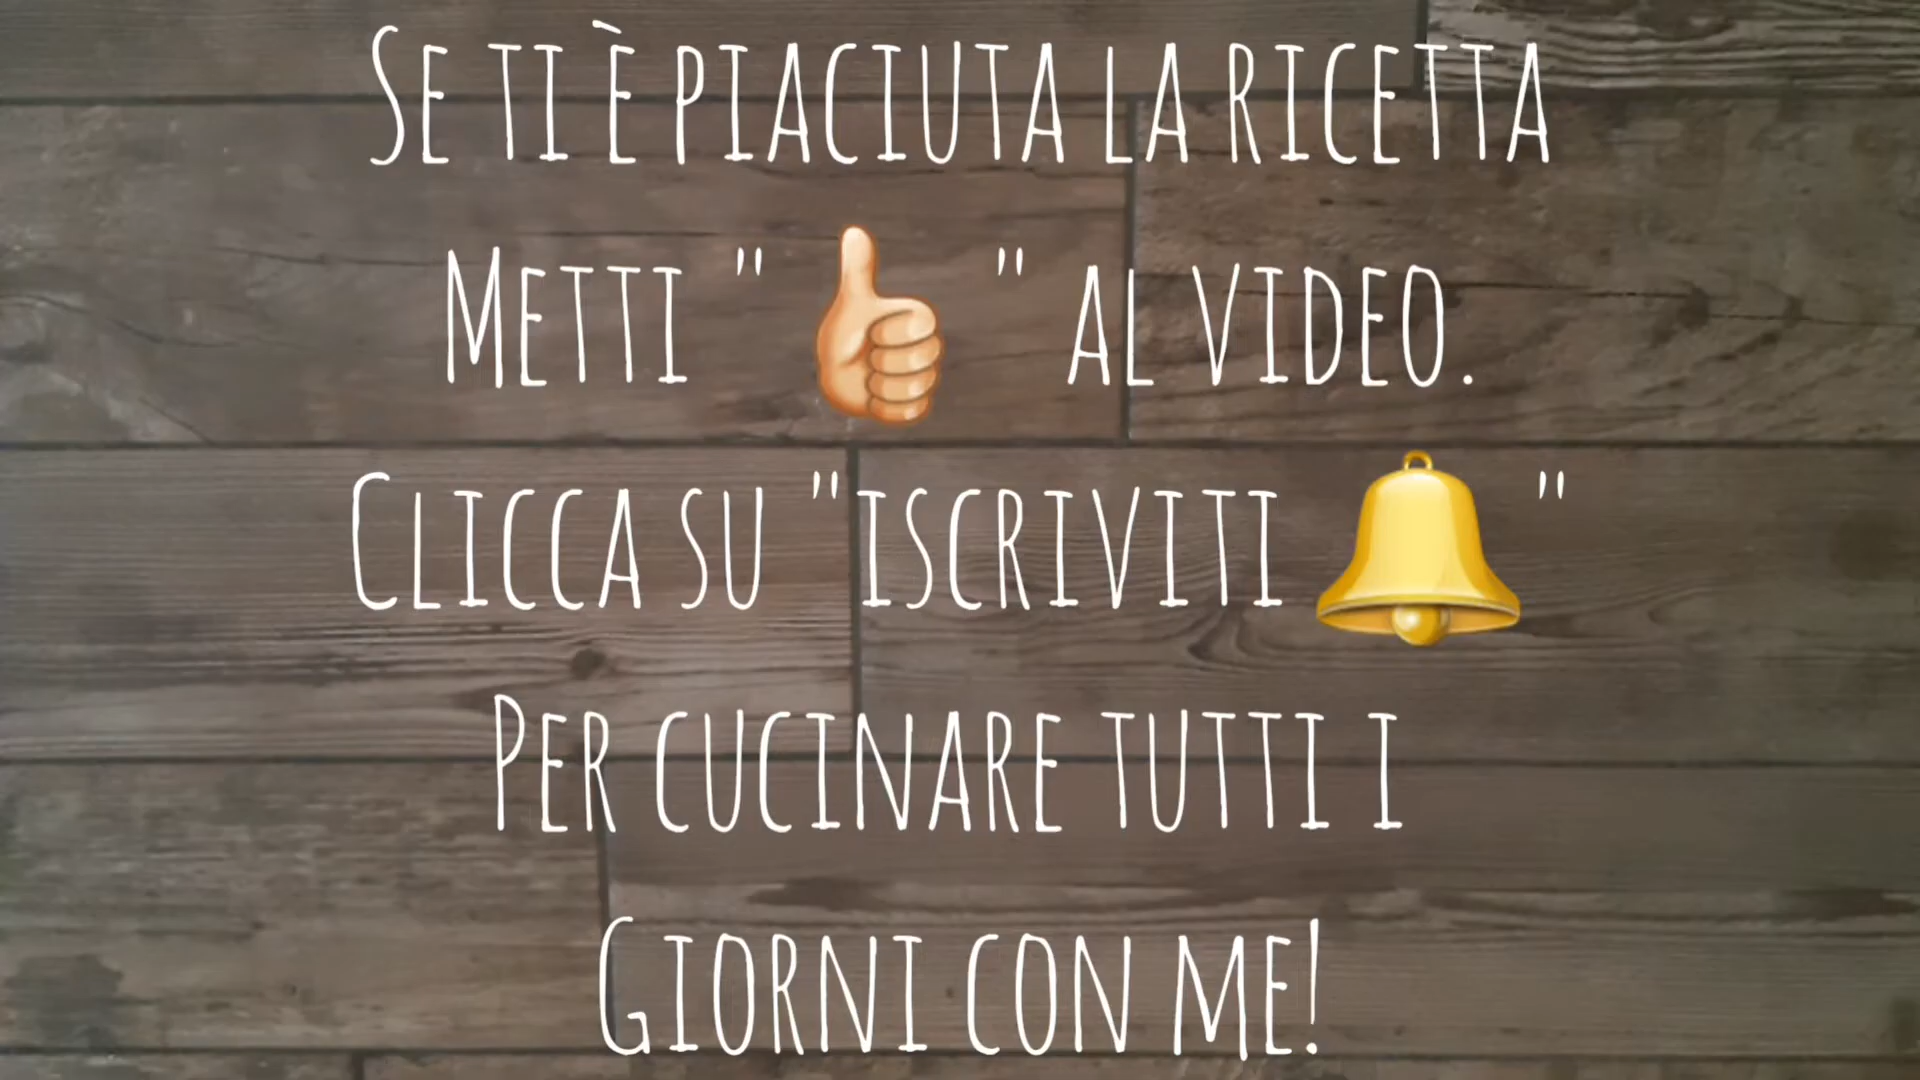 Se ti è piaciuta la ricetta
Metti "👍" al video.
Clicca su "iscriviti🔔"
Per cucinare tutti i
Giorni con me!